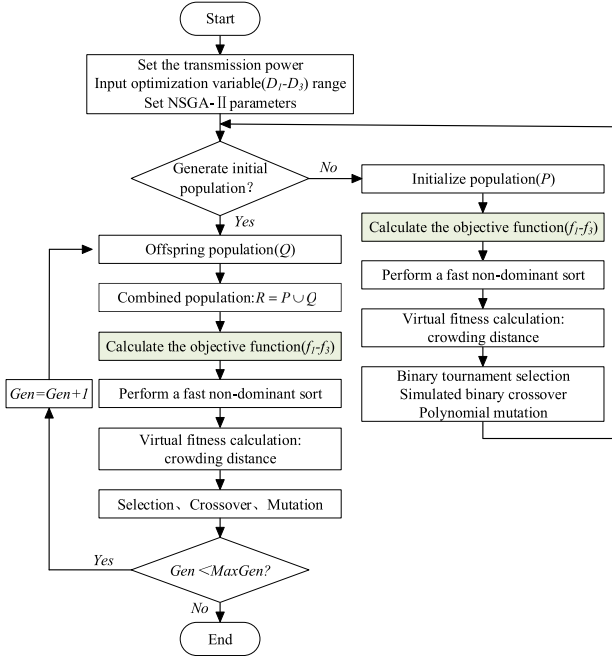 Start
Set the transmission power
Input optimization variable(D1-D3) range
Set NSGA-Ⅱ parameters
Generate initial
population?
No
Yes
Initialize population(P)
Calculate the objective function(f1-f3)
Perform a fast non-dominant sort
Virtual fitness calculation:
crowding distance
Binary tournament selection
Simulated binary crossover
Polynomial mutation
Offspring population(Q)
Combined population:R = P∪Q
Calculate the objective function(f1-f3)
Perform a fast non-dominant sort
Virtual fitness calculation:
crowding distance
Selection、Crossover、Mutation
Gen=Gen+1
Gen<MaxGen?
Yes
No
End